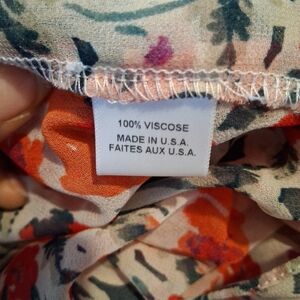 100% VISCOSE
MADE IN U.S.A.
FAITES AUX U.S.A.